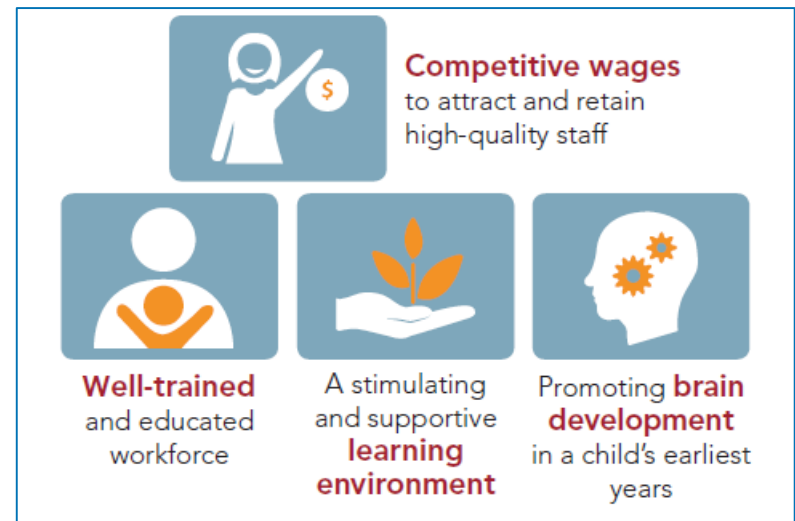 $
Competitive wages
to attract and retain
high-quality staff
Well-trained
and educated
workforce
A stimulating
and supportive
learning
environment
Promoting brain
development
in a child's earliest
years